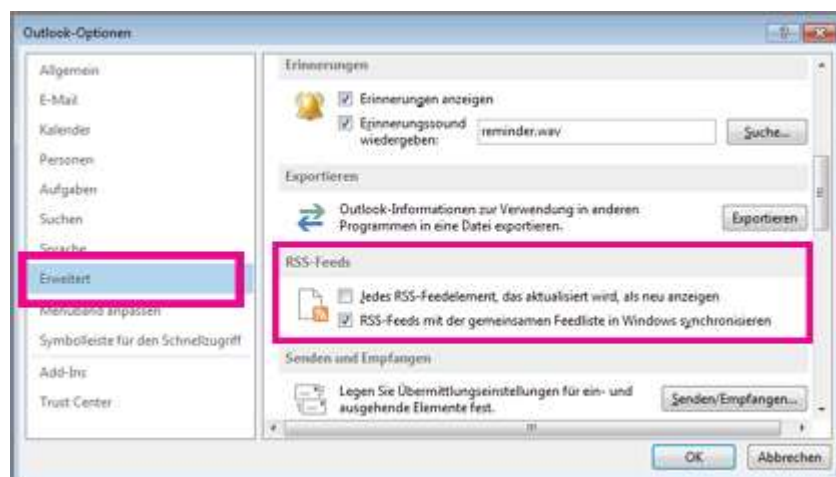 Outlook-Optionen
Allgemein
E-Mail
Kalender
Personen
Aufgaben
Suchen
Sprache
Erweitert
Menüband anpassen
Symbolleiste für den Schnellzugriff
Add-Ins
Trust Center
Erinnerungen
Erinnerungen anzeigen
Erinnerungssound
wiedergeben:
reminder.wav
Suche...
Exportieren
Outlook-Informationen zur Verwendung in anderen
Programmen in eine Datei exportieren.
Exportieren
RSS-Feeds
Jedes RSS-Feedelement, das aktualisiert wird, als neu anzeigen
RSS-Feeds mit der gemeinsamen Feedliste in Windows synchronisieren
Senden und Empfangen
Legen Sie Übermittlungseinstellungen für ein- und
ausgehende Elemente fest.
Senden/Empfangen...
OK
Abbrechen